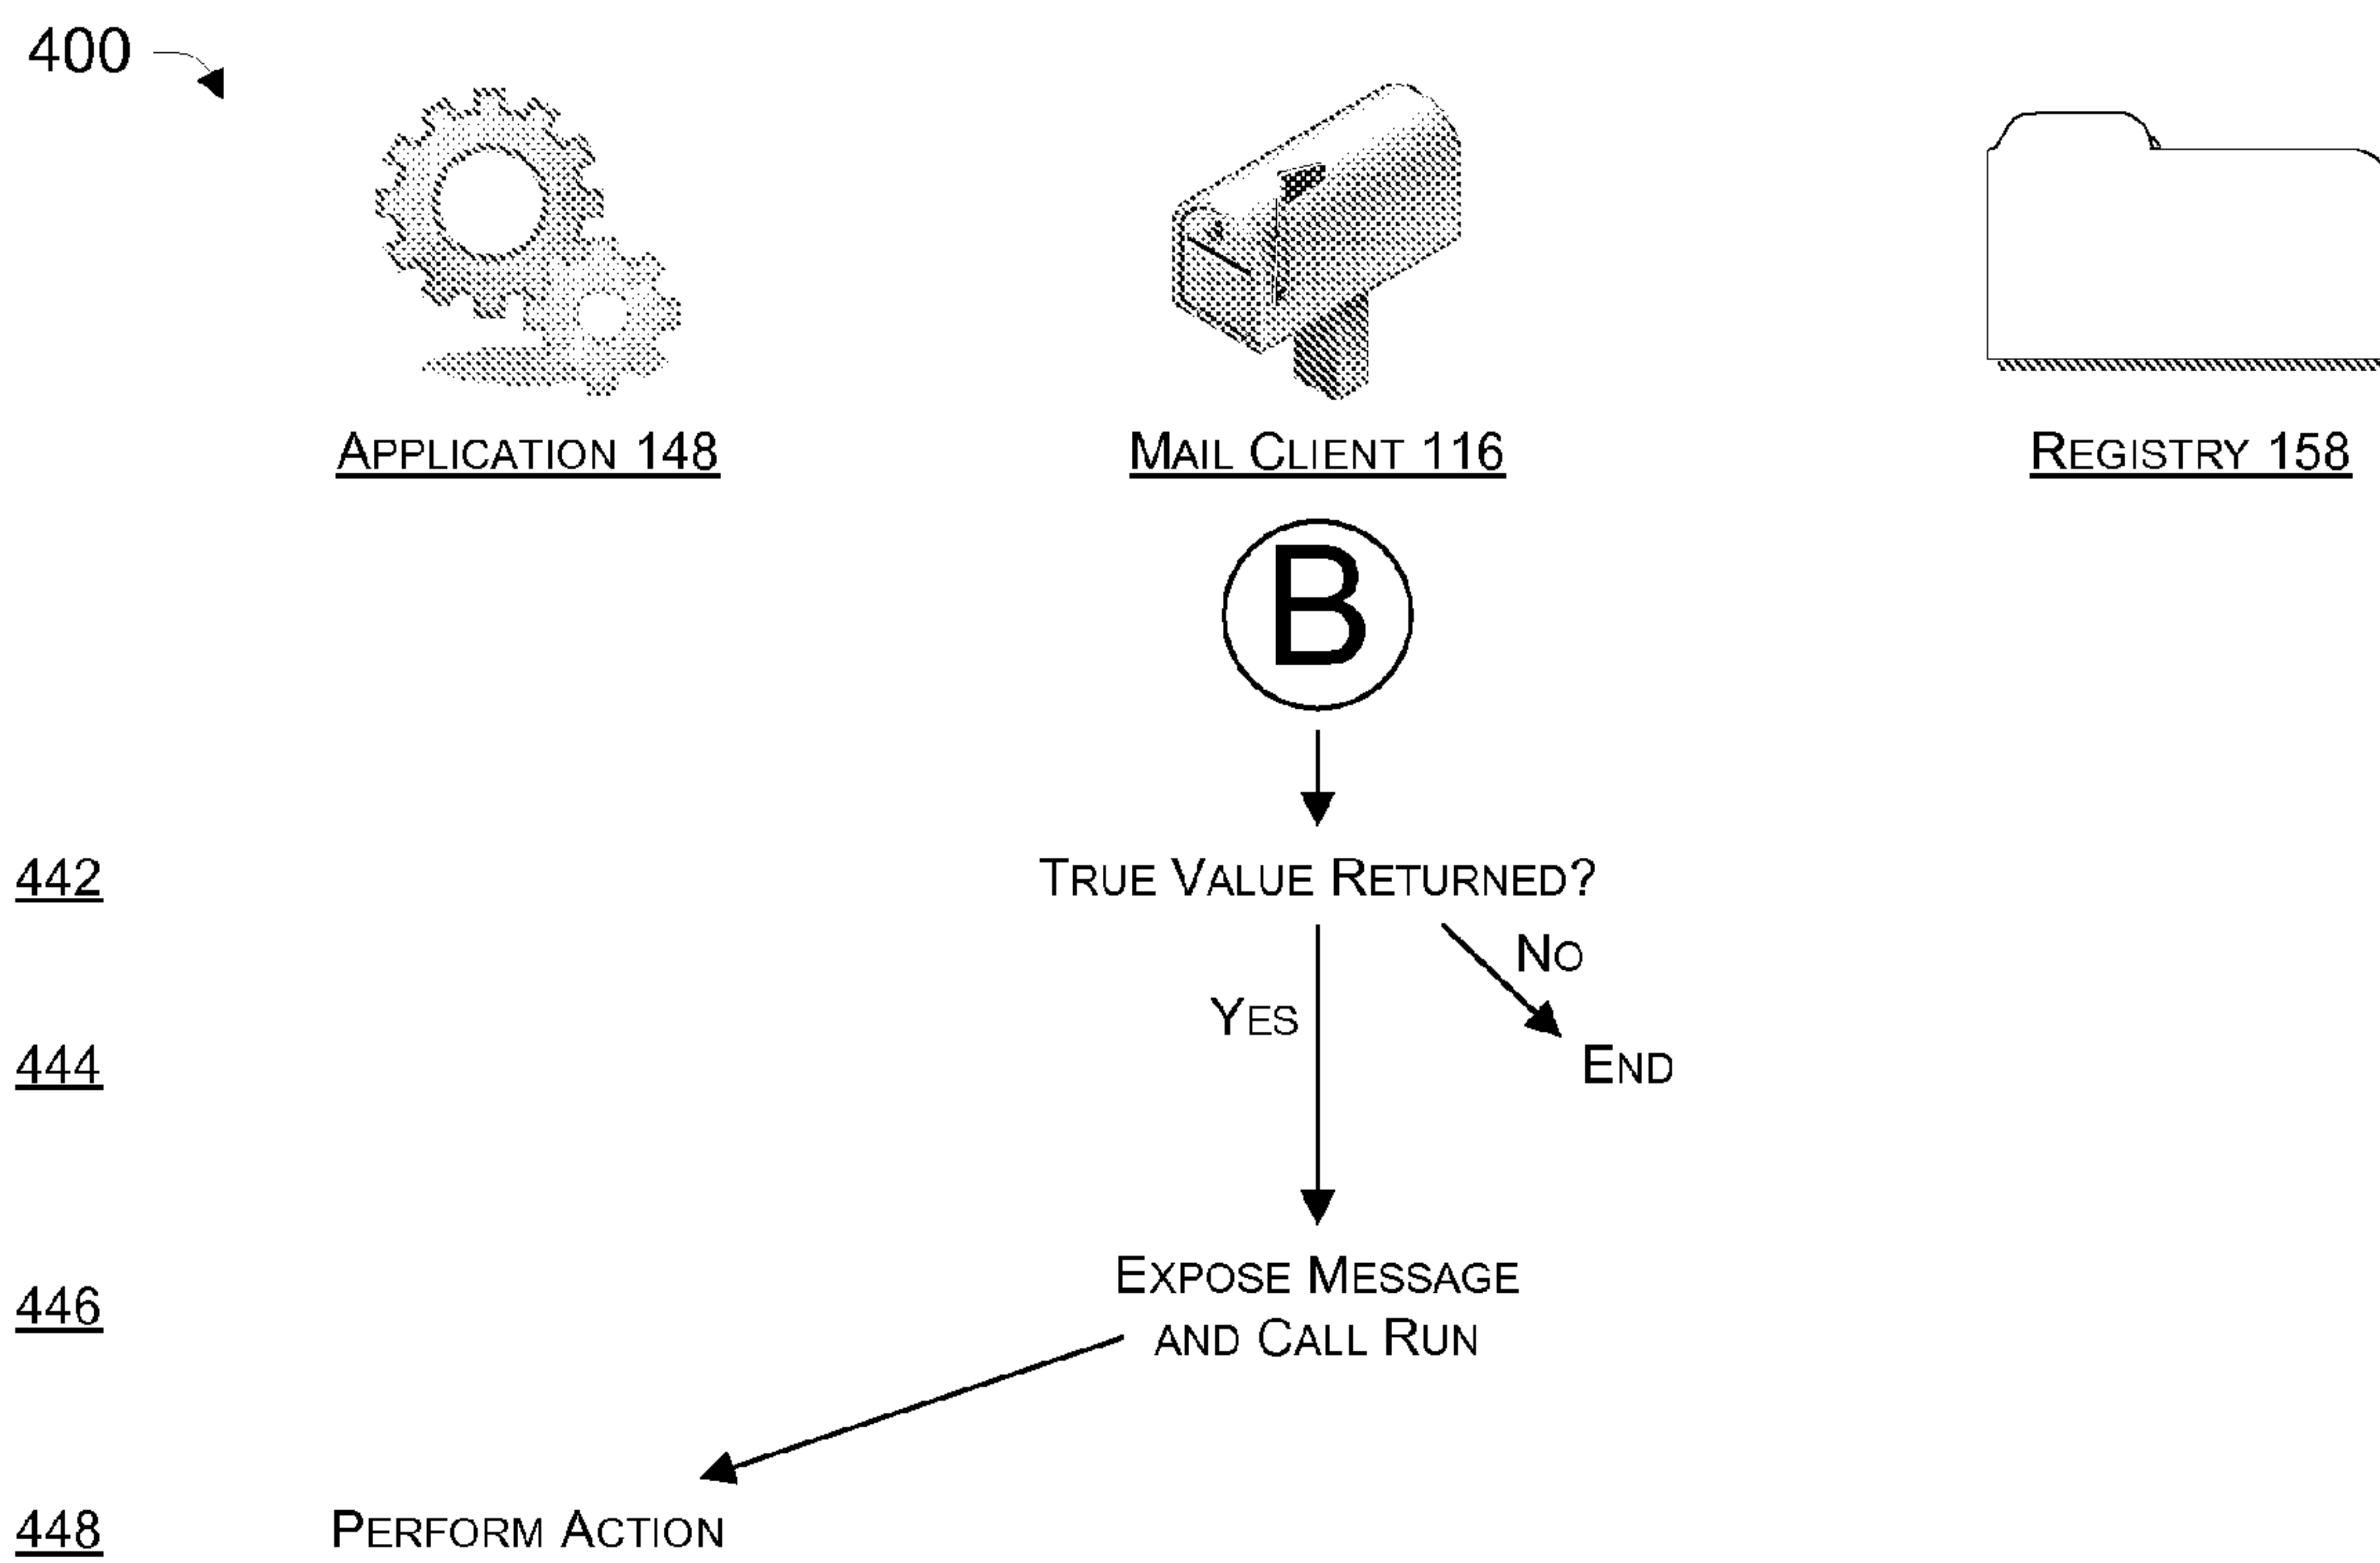 400
APPLICATION 148
MAIL CLIENT 116
REGISTRY 158
B
442
TRUE VALUE RETURNED?
NO
YES
444
END
446
EXPOSE MESSAGE
AND CALL RUN
448
PERFORM ACTION